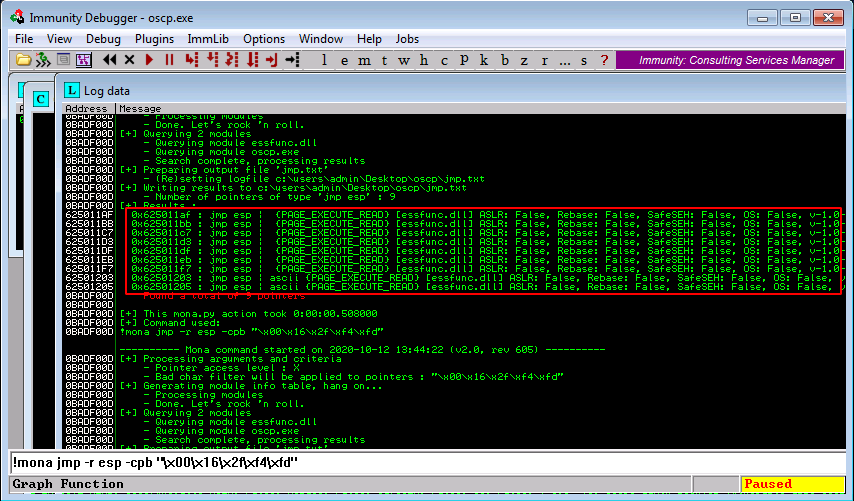 Immunity Debugger - oscp.exe
File View Debug Plugins ImmLib Options Window Help Jobs
l e m t w h c p k b z r ... s ? Immunity: Consulting Services Manager
L Log data
C
Address Message
0BADF00D - Processing modules
0BADF00D - Done. Let's rock 'n roll.
0BADF00D [+] Querying 2 modules
0BADF00D - Querying module essfunc.dll
0BADF00D - Querying module oscp.exe
0BADF00D - Search complete, processing results
0BADF00D [+] Preparing output file 'jmp.txt'
0BADF00D - (Re)setting logfile c:\users\admin\Desktop\oscp\jmp.txt
0BADF00D [+] Writing results to c:\users\admin\Desktop\oscp\jmp.txt
0BADF00D - Number of pointers of type 'jmp esp' : 9
0BADF00D [+] Results :
625011AF 0x625011af : jmp esp | {PAGE_EXECUTE_READ} [essfunc.dll] ASLR: False, Rebase: False, SafeSEH: False, OS: False, v-1.0-
625011BB 0x625011bb : jmp esp | {PAGE_EXECUTE_READ} [essfunc.dll] ASLR: False, Rebase: False, SafeSEH: False, OS: False, v-1.0-
625011C7 0x625011c7 : jmp esp | {PAGE_EXECUTE_READ} [essfunc.dll] ASLR: False, Rebase: False, SafeSEH: False, OS: False, v-1.0-
625011D3 0x625011d3 : jmp esp | {PAGE_EXECUTE_READ} [essfunc.dll] ASLR: False, Rebase: False, SafeSEH: False, OS: False, v-1.0-
625011DF 0x625011df : jmp esp | {PAGE_EXECUTE_READ} [essfunc.dll] ASLR: False, Rebase: False, SafeSEH: False, OS: False, v-1.0-
625011EB 0x625011eb : jmp esp | {PAGE_EXECUTE_READ} [essfunc.dll] ASLR: False, Rebase: False, SafeSEH: False, OS: False, v-1.0-
625011F7 0x625011f7 : jmp esp | {PAGE_EXECUTE_READ} [essfunc.dll] ASLR: False, Rebase: False, SafeSEH: False, OS: False, v-1.0-
62501203 0x62501203 : jmp esp | ascii {PAGE_EXECUTE_READ} [essfunc.dll] ASLR: False, Rebase: False, SafeSEH: False, OS: False,
62501205 0x62501205 : jmp esp | ascii {PAGE_EXECUTE_READ} [essfunc.dll] ASLR: False, Rebase: False, SafeSEH: False, OS: False,
0BADF00D Found a total of 9 pointers
0BADF00D
0BADF00D [+] This mona.py action took 0:00:00.508000
0BADF00D [+] Command used:
0BADF00D !mona jmp -r esp -cpb "\x00\x16\x2f\xf4\xfd"
---------- Mona command started on 2020-10-12 13:44:22 (v2.0, rev 605) ----------
0BADF00D [+] Processing arguments and criteria
0BADF00D - Pointer access level : X
0BADF00D - Bad char filter will be applied to pointers : "\x00\x16\x2f\xf4\xfd"
0BADF00D [+] Generating module info table, hang on...
0BADF00D - Processing modules
0BADF00D - Done. Let's rock 'n roll.
0BADF00D [+] Querying 2 modules
0BADF00D - Querying module essfunc.dll
0BADF00D - Querying module oscp.exe
0BADF00D - Search complete, processing results
0BADF00D [+] Preparing output file 'jmp.txt'
!mona jmp -r esp -cpb "\x00\x16\x2f\xf4\xfd"
Graph Function Paused